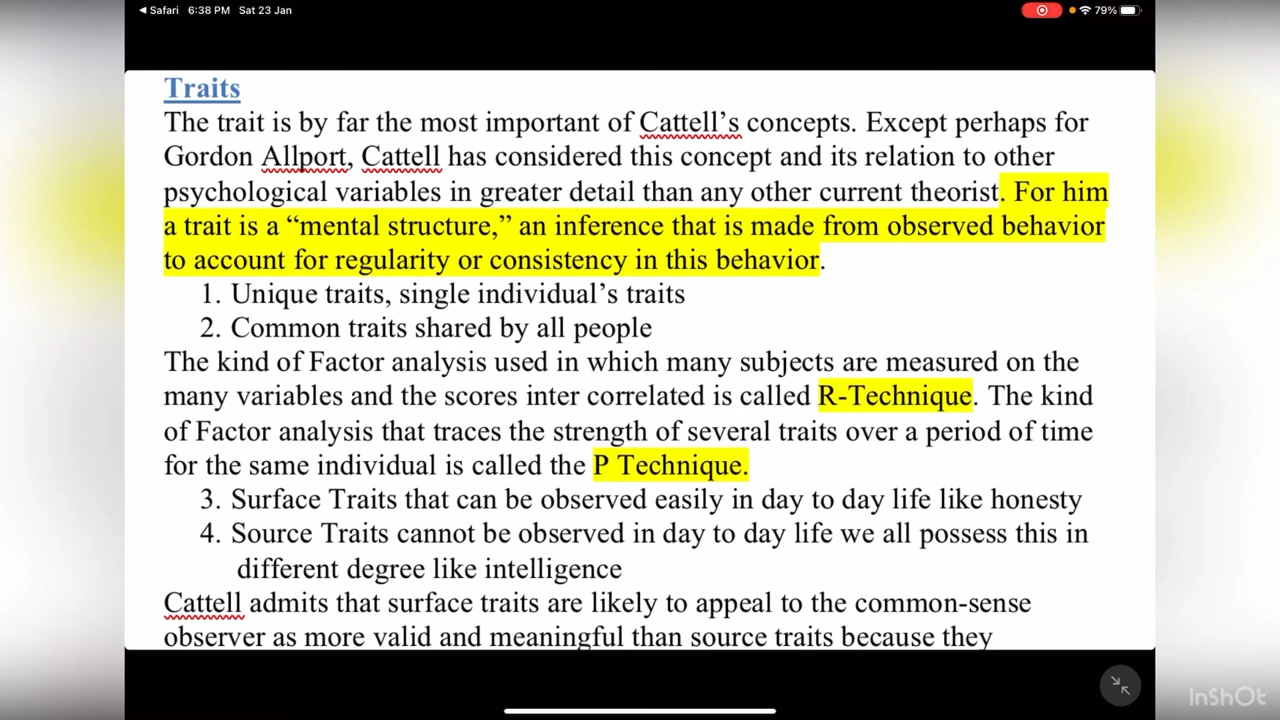 Safari 6:38 PM Sat 23 Jan 79%
Traits
The trait is by far the most important of Cattell's concepts. Except perhaps for
Gordon Allport, Cattell has considered this concept and its relation to other
psychological variables in greater detail than any other current theorist. For him
a trait is a “mental structure,” an inference that is made from observed behavior
to account for regularity or consistency in this behavior.
1. Unique traits, single individual's traits
2. Common traits shared by all people
The kind of Factor analysis used in which many subjects are measured on the
many variables and the scores inter correlated is called R-Technique. The kind
of Factor analysis that traces the strength of several traits over a period of time
for the same individual is called the P Technique.
3. Surface Traits that can be observed easily in day to day life like honesty
4. Source Traits cannot be observed in day to day life we all possess this in
different degree like intelligence
Cattell admits that surface traits are likely to appeal to the common-sense
observer as more valid and meaningful than source traits because they
InShOt